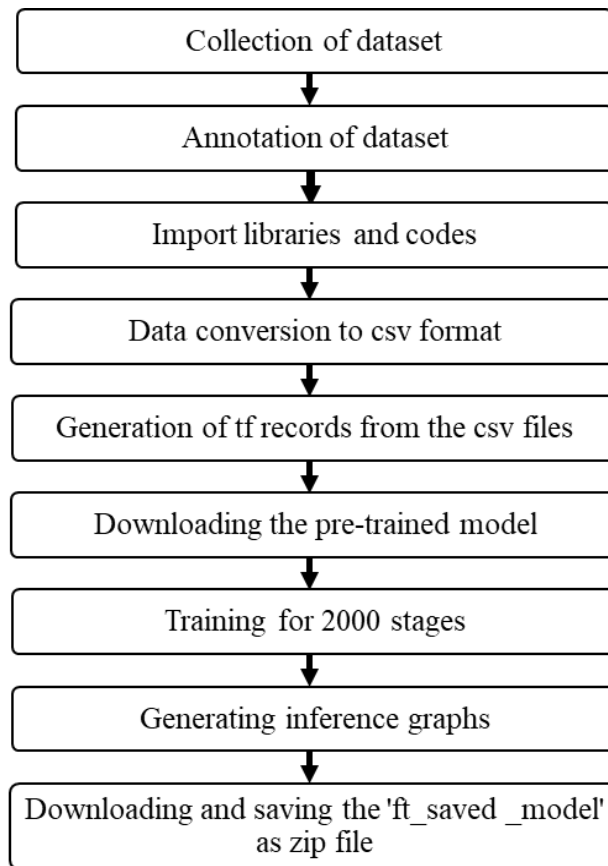 Collection of dataset
Annotation of dataset
Import libraries and codes
Data conversion to csv format
Generation of tf records from the csv files
Downloading the pre-trained model
Training for 2000 stages
Generating inference graphs
Downloading and saving the 'ft_saved _model'
as zip file